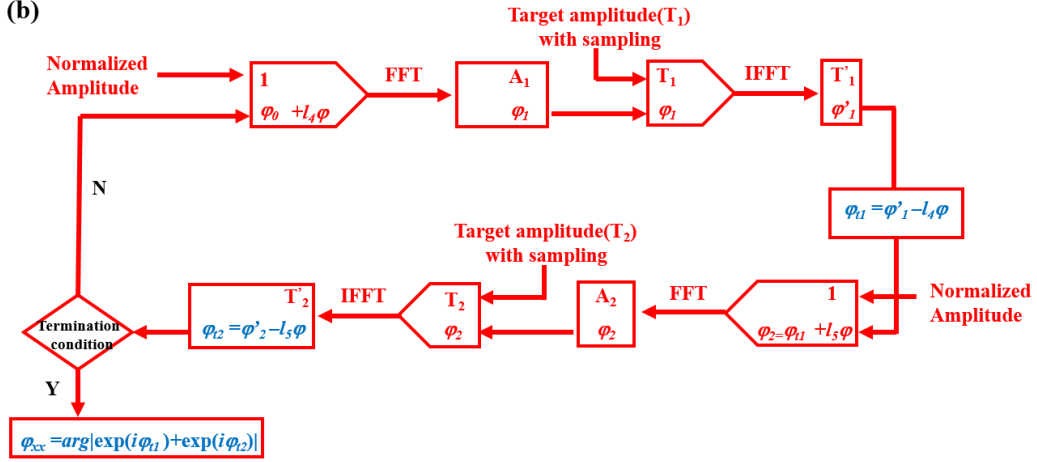 (b)
Target amplitude(T₁)
with sampling
Normalized
Amplitude
1
φ₀ +l₄φ
FFT
A₁
φ₁
T₁
φ₁
IFFT
T'₁
φ'₁
N
φₜ₁ =φ'₁ –l₄φ
Target amplitude(T₂)
with sampling
Normalized
Amplitude
1
φ₂₌φₜ₁ +l₅φ
FFT
A₂
φ₂
T₂
φ₂
IFFT
T'₂
φₜ₂ =φ'₂ –l₅φ
Termination
condition
Y
φₓₓ =arg|exp(iφₜ₁)+exp(iφₜ₂)|